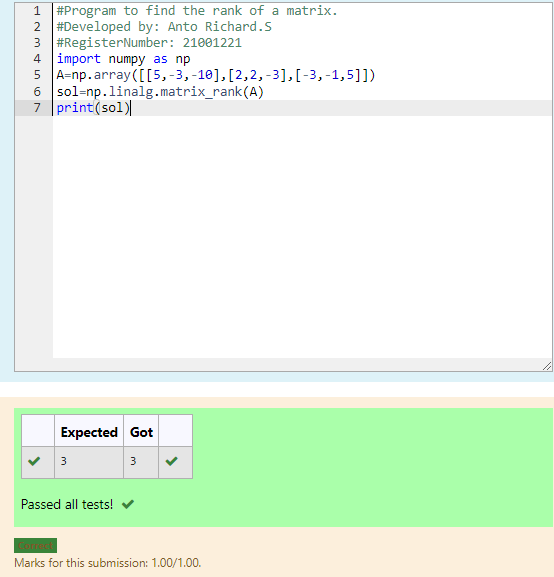 1 #Program to find the rank of a matrix.
2 #Developed by: Anto Richard.S
3 #RegisterNumber: 21001221
4 import numpy as np
5 A=np.array([[5,-3,-10],[2,2,-3],[-3,-1,5]])
6 sol=np.linalg.matrix_rank(A)
7 print(sol)
Expected Got
3 3
Passed all tests!
Correct
Marks for this submission: 1.00/1.00.